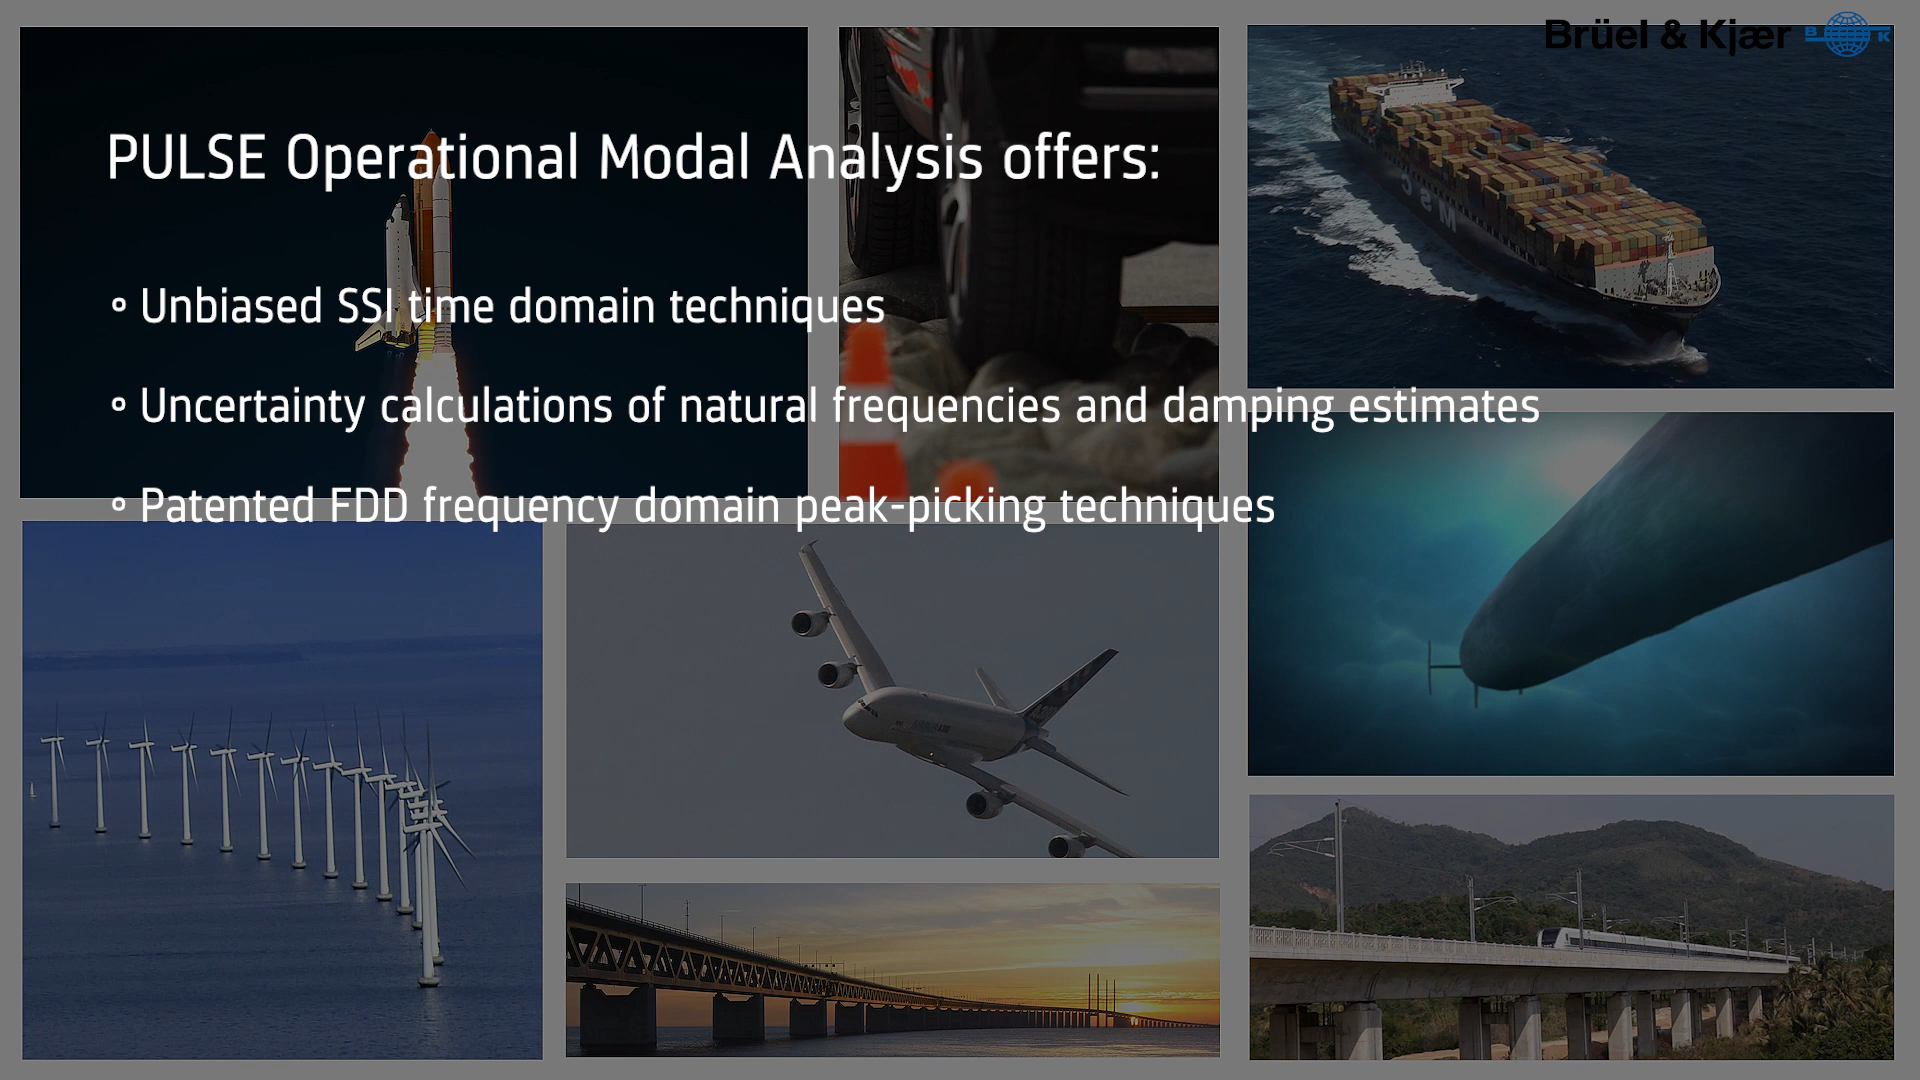 Brüel & Kjær
B K
PULSE Operational Modal Analysis offers:
◦ Unbiased SSI time domain techniques
◦ Uncertainty calculations of natural frequencies and damping estimates
◦ Patented FDD frequency domain peak-picking techniques